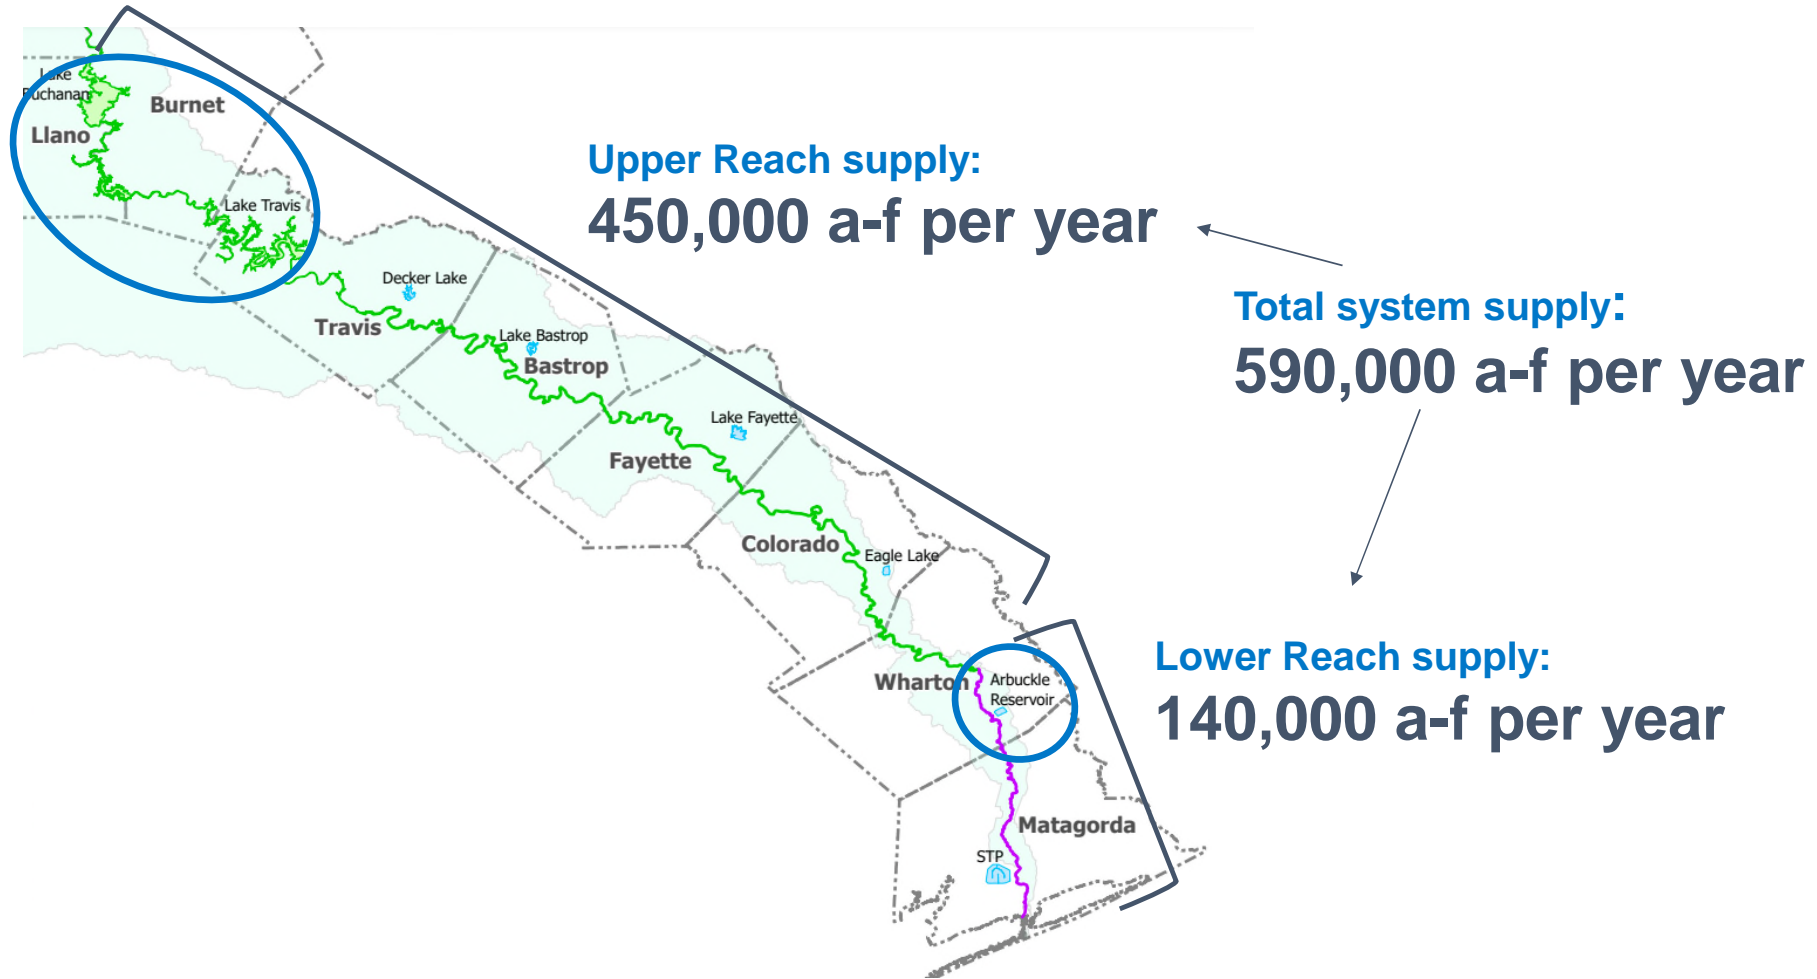 Lake
Buchanan
Burnet
Llano
Lake Travis
Upper Reach supply:
450,000 a-f per year
Decker Lake
Travis
Total system supply:
590,000 a-f per year
Lake Bastrop
Bastrop
Lake Fayette
Fayette
Colorado
Eagle Lake
Lower Reach supply:
140,000 a-f per year
Wharton
Arbuckle
Reservoir
Matagorda
STP